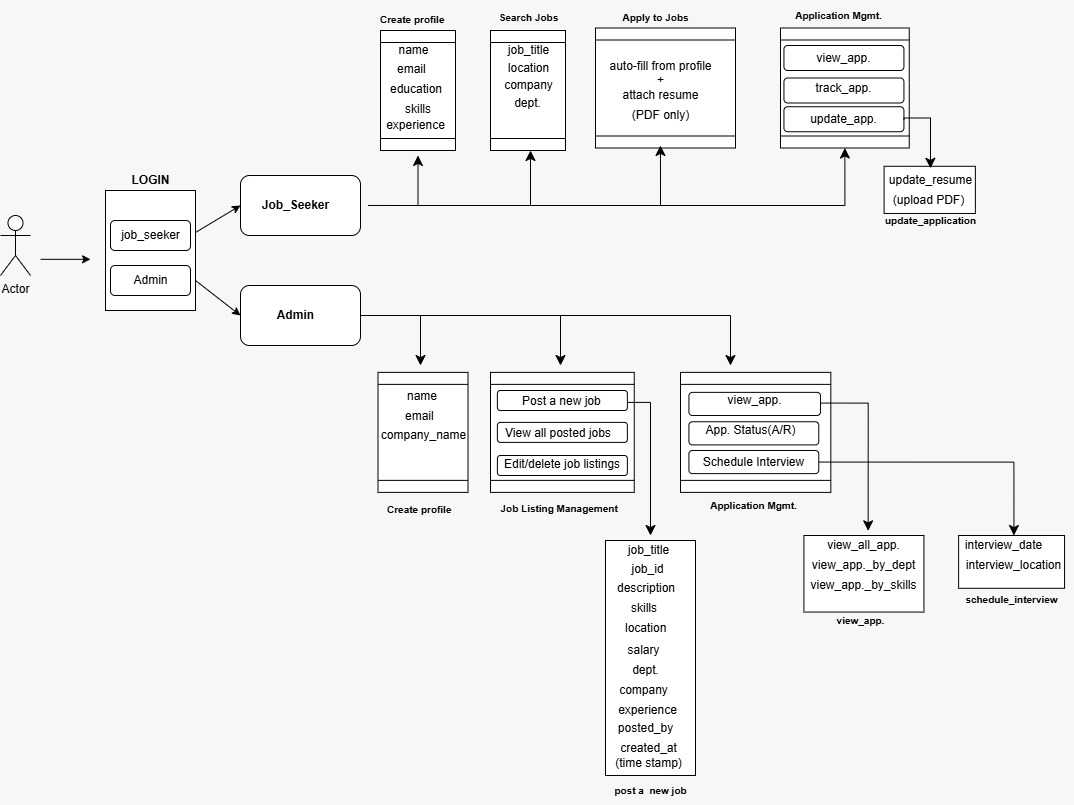 Create profile
name
email
education
skills
experience
Search Jobs
job_title
location
company
dept.
Apply to Jobs
auto-fill from profile
+
attach resume
(PDF only)
Application Mgmt.
view_app.
track_app.
update_app.
update_resume
(upload PDF)
update_application
LOGIN
job_seeker
Admin
Actor
Job_Seeker
Admin
name
email
company_name
Create profile
Post a new job
View all posted jobs
Edit/delete job listings
Job Listing Management
view_app.
App. Status(A/R)
Schedule Interview
Application Mgmt.
job_title
job_id
description
skills
location
salary
dept.
company
experience
posted_by
created_at
(time stamp)
post a new job
view_all_app.
view_app._by_dept
view_app._by_skills
view_app.
interview_date
interview_location
schedule_interview